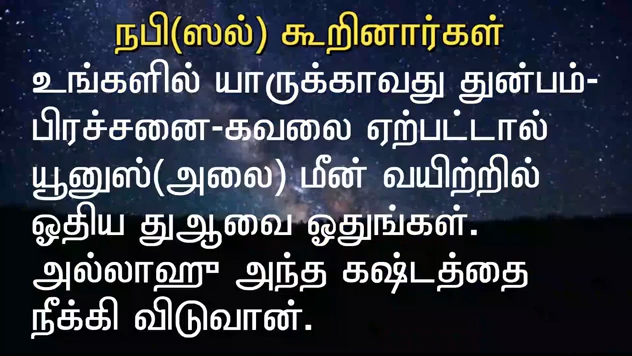 நபி(ஸல்) கூறினார்கள்
உங்களில் யாருக்காவது துன்பம்-
பிரச்சனை-கவலை ஏற்பட்டால்
யூனுஸ்(அலை) மீன் வயிற்றில்
ஓதிய துஆவை ஓதுங்கள்.
அல்லாஹு அந்த கஷ்டத்தை
நீக்கி விடுவான்.